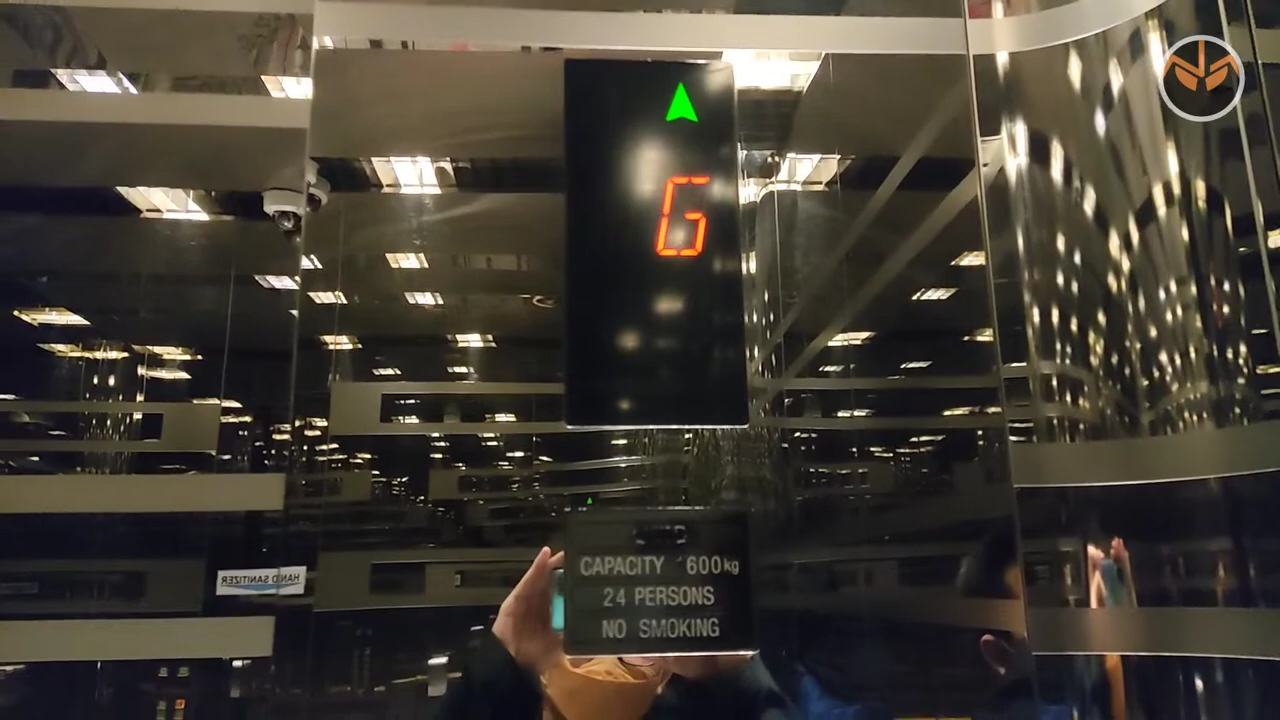 G
CAPACITY 1600kg
24 PERSONS
NO SMOKING
HAND SANITIZER